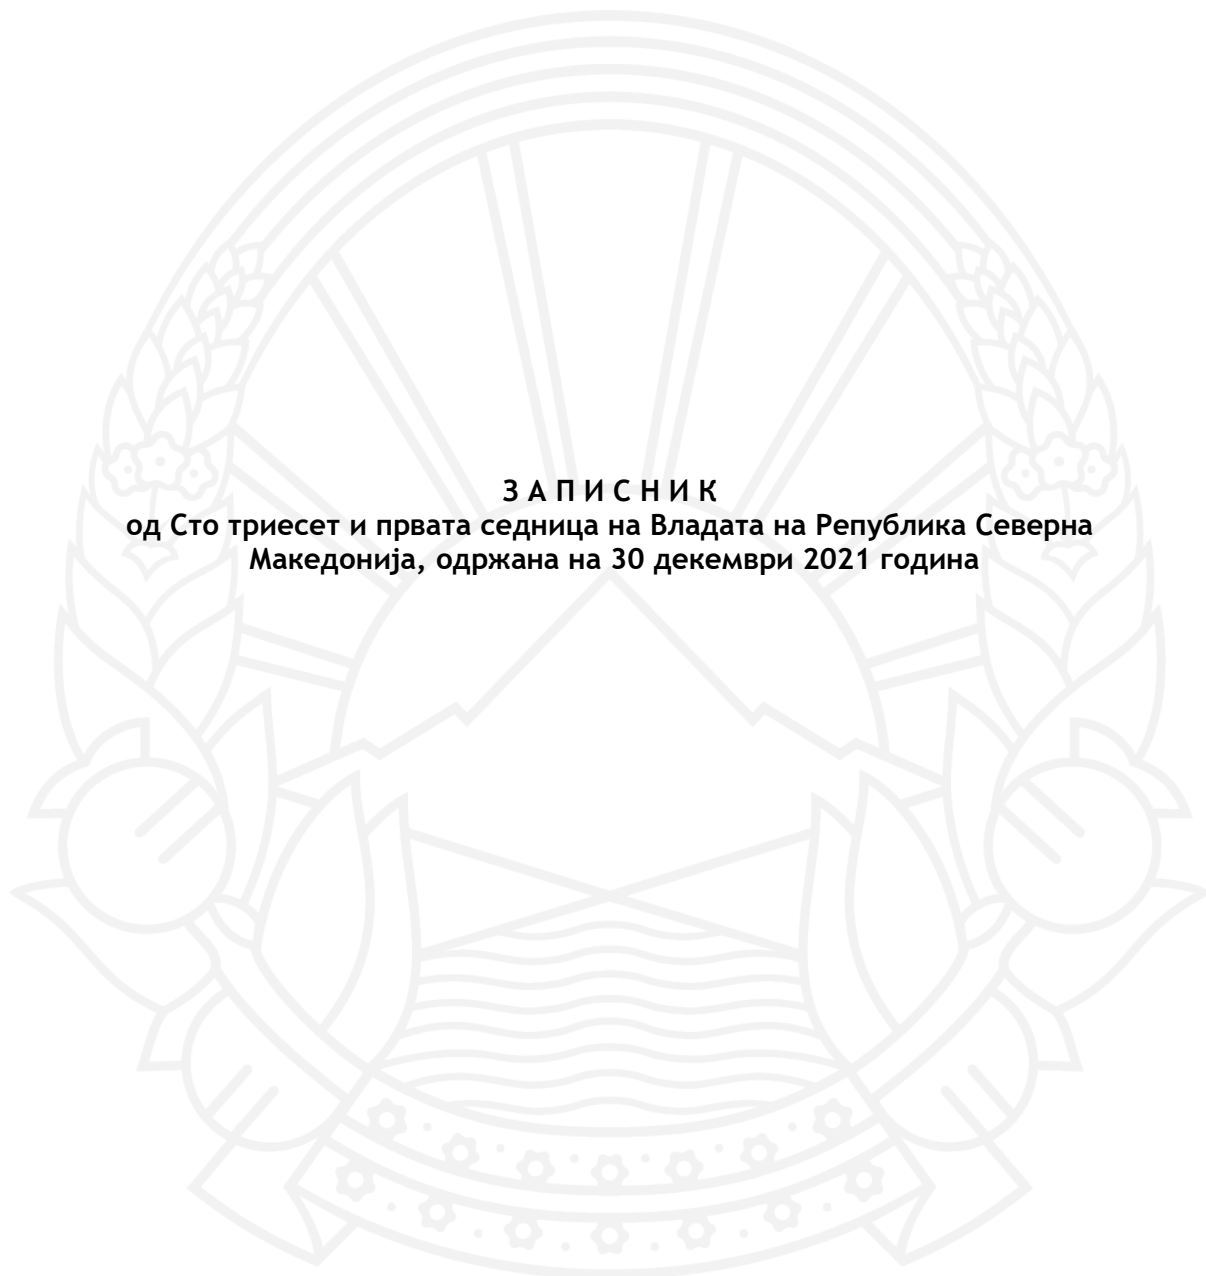 З А П И С Н И К
од Сто триесет и првата седница на Владата на Република Северна
Македонија, одржана на 30 декември 2021 година